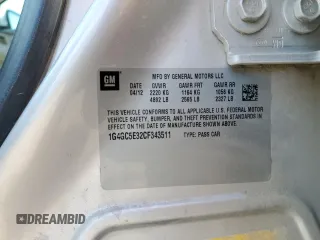 GM
MFD BY GENERAL MOTORS LLC
DATE GVWR GAWR FRT GAWR RR
04/12 2220 KG 1164 KG 1056 KG
4892 LB 2565 LB 2327 LB
THIS VEHICLE CONFORMS TO ALL APPLICABLE U.S. FEDERAL MOTOR
VEHICLE SAFETY, BUMPER, AND THEFT PREVENTION STANDARDS
IN EFFECT ON THE DATE OF MANUFACTURE SHOWN ABOVE.
1G4GC5E32CF343511 TYPE: PASS CAR
© DRIVERSIDE.COM